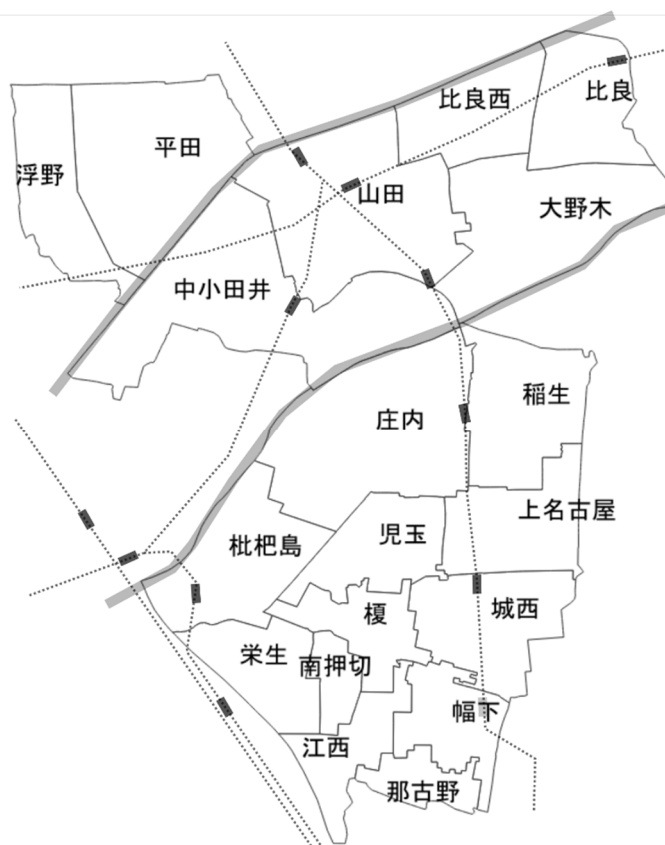 比良
比良西
平田
浮野
山田
大野木
中小田井
稲生
庄内
上名古屋
児玉
枇杷島
城西
榎
栄生
南押切
幅下
江西
那古野